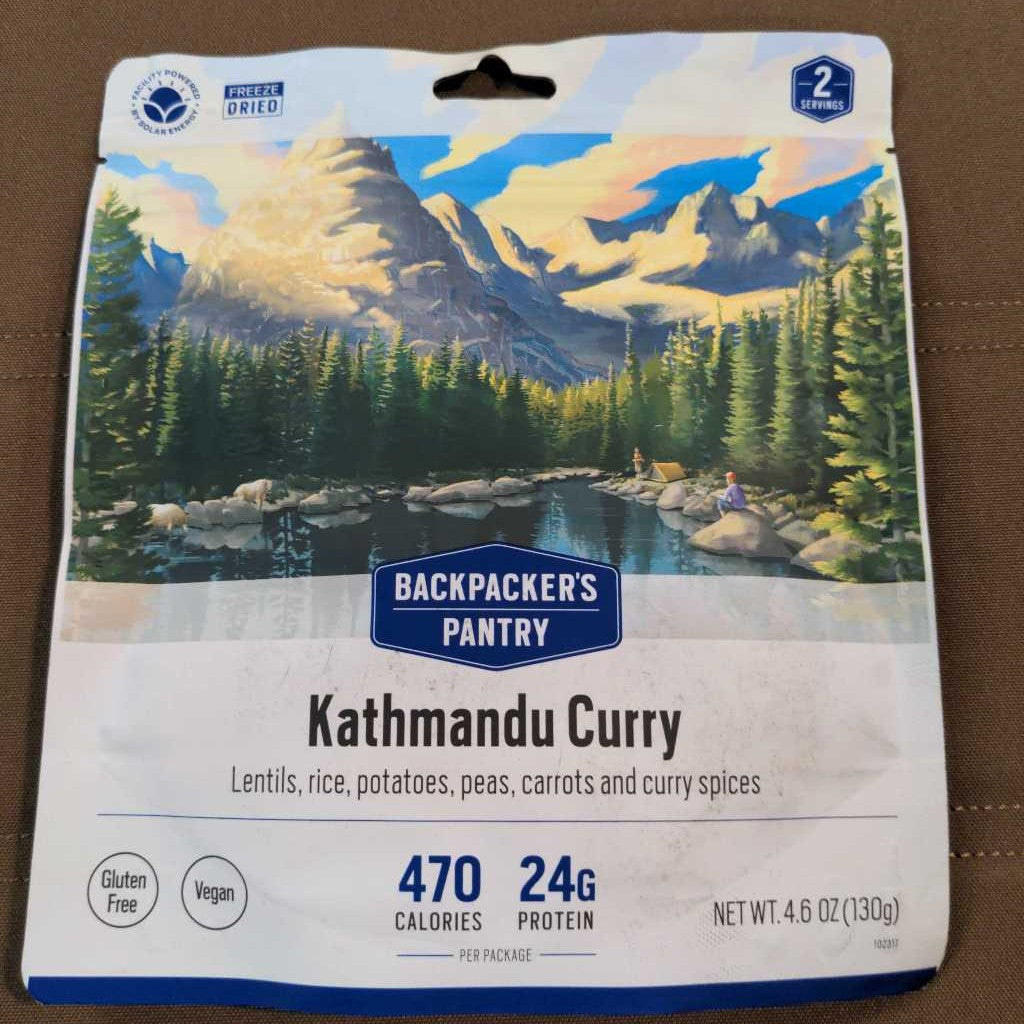 FACILITY POWERED
BY SOLAR ENERGY
FREEZE
DRIED
2
SERVINGS
BACKPACKER'S
PANTRY
Kathmandu Curry
Lentils, rice, potatoes, peas, carrots and curry spices
Gluten
Free
Vegan
470
CALORIES
24G
PROTEIN
PER PACKAGE
NET WT. 4.6 OZ (130g)
102317